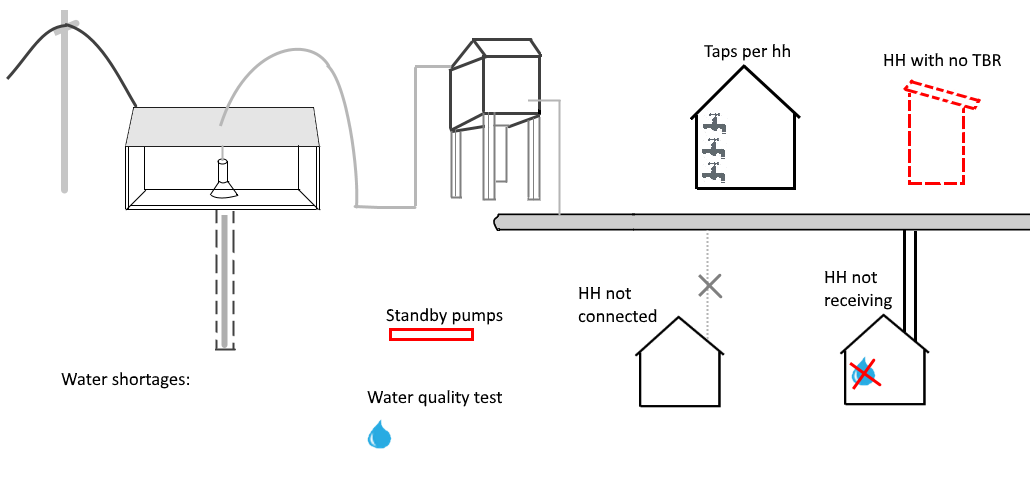 Taps per hh
HH with no TBR
HH not
connected
HH not
receiving
Standby pumps
Water shortages:
Water quality test